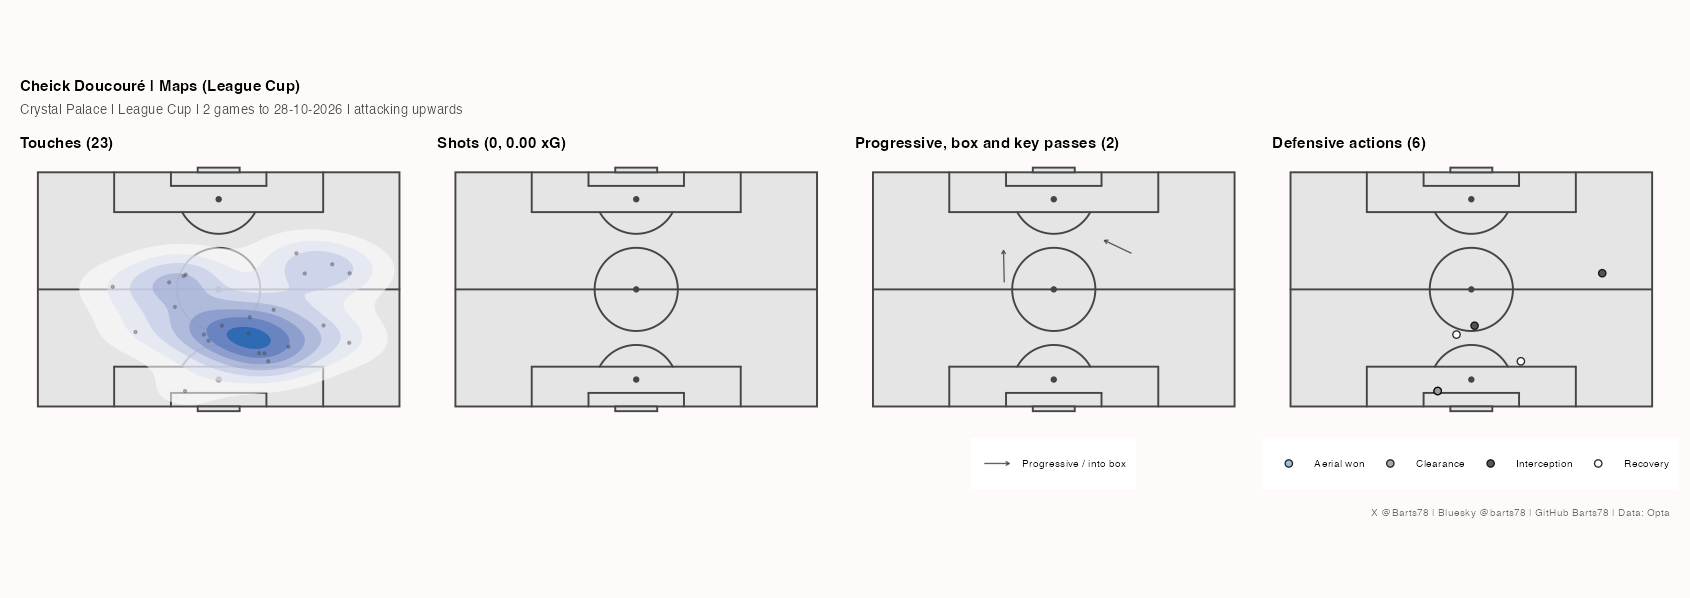 Cheick Doucouré | Maps (League Cup)
Crystal Palace | League Cup | 2 games to 28-10-2026 | attacking upwards
Touches (23)
Shots (0, 0.00 xG)
Progressive, box and key passes (2)
Defensive actions (6)
Progressive / into box
Aerial won
Clearance
Interception
Recovery
X @Barts78 | Bluesky @barts78 | GitHub Barts78 | Data: Opta